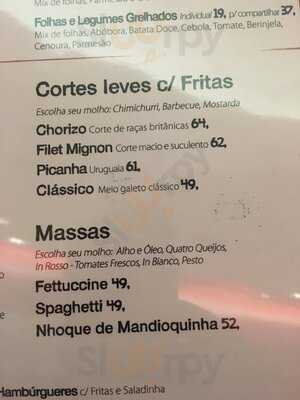 Folhas e Legumes Grelhados Individual 19, p/ compartilhar 37,
Mix de folhas, Abóbora, Batata Doce, Cebola, Tomate, Berinjela,
Cenoura, Parmesão
Cortes leves c/ Fritas
Escolha seu molho: Chimichurri, Barbecue, Mostarda
Chorizo Corte de raças britânicas 64,
Filet Mignon Corte macio e suculento 62,
Picanha Uruguaia 61,
Clássico Meio galeto clássico 49,
Massas
Escolha seu molho: Alho e Óleo, Quatro Queijos,
In Rosso - Tomates Frescos, In Bianco, Pesto
Fettuccine 49,
Spaghetti 49,
Nhoque de Mandioquinha 52,
Hambúrgueres c/ Fritas e Saladinha